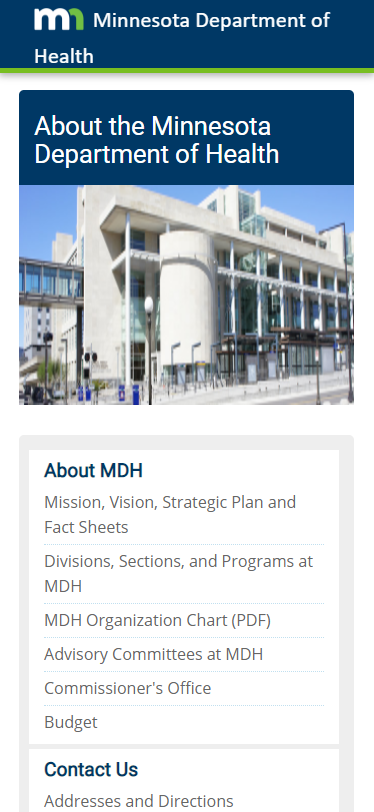 mn Minnesota Department of
Health
About the Minnesota
Department of Health
About MDH
Mission, Vision, Strategic Plan and
Fact Sheets
Divisions, Sections, and Programs at
MDH
MDH Organization Chart (PDF)
Advisory Committees at MDH
Commissioner's Office
Budget
Contact Us
Addresses and Directions